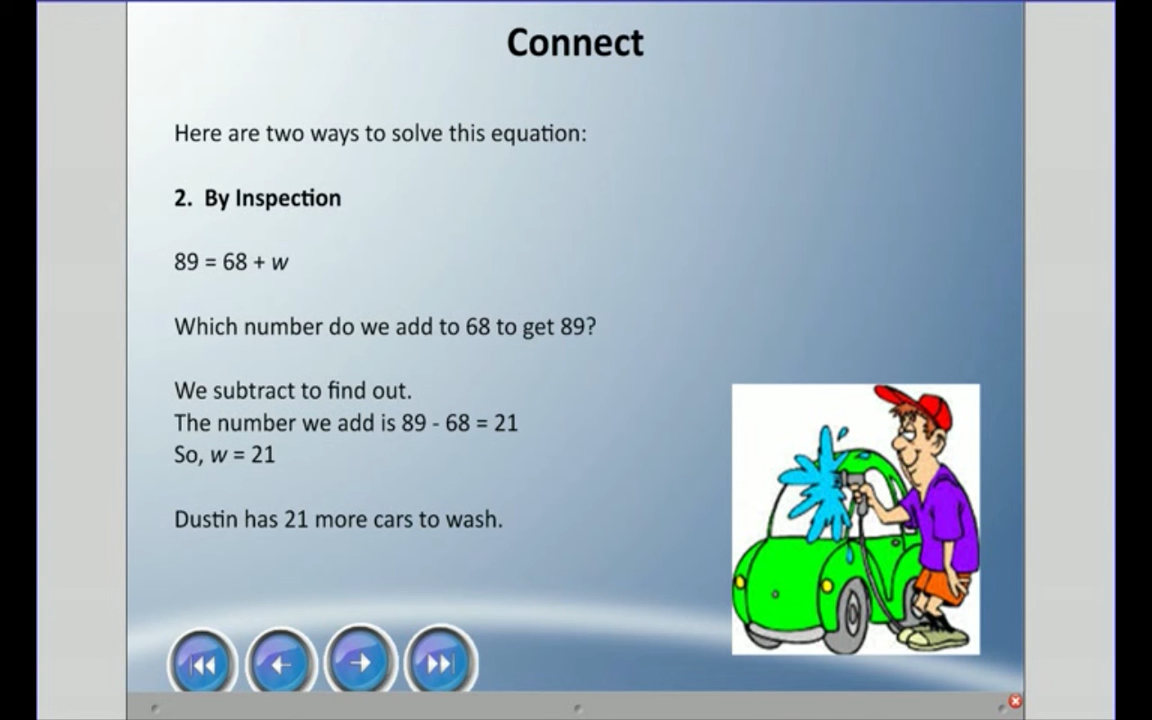 Connect
Here are two ways to solve this equation:
2. By Inspection
89 = 68 + w
Which number do we add to 68 to get 89?
We subtract to find out.
The number we add is 89 - 68 = 21
So, w = 21
Dustin has 21 more cars to wash.